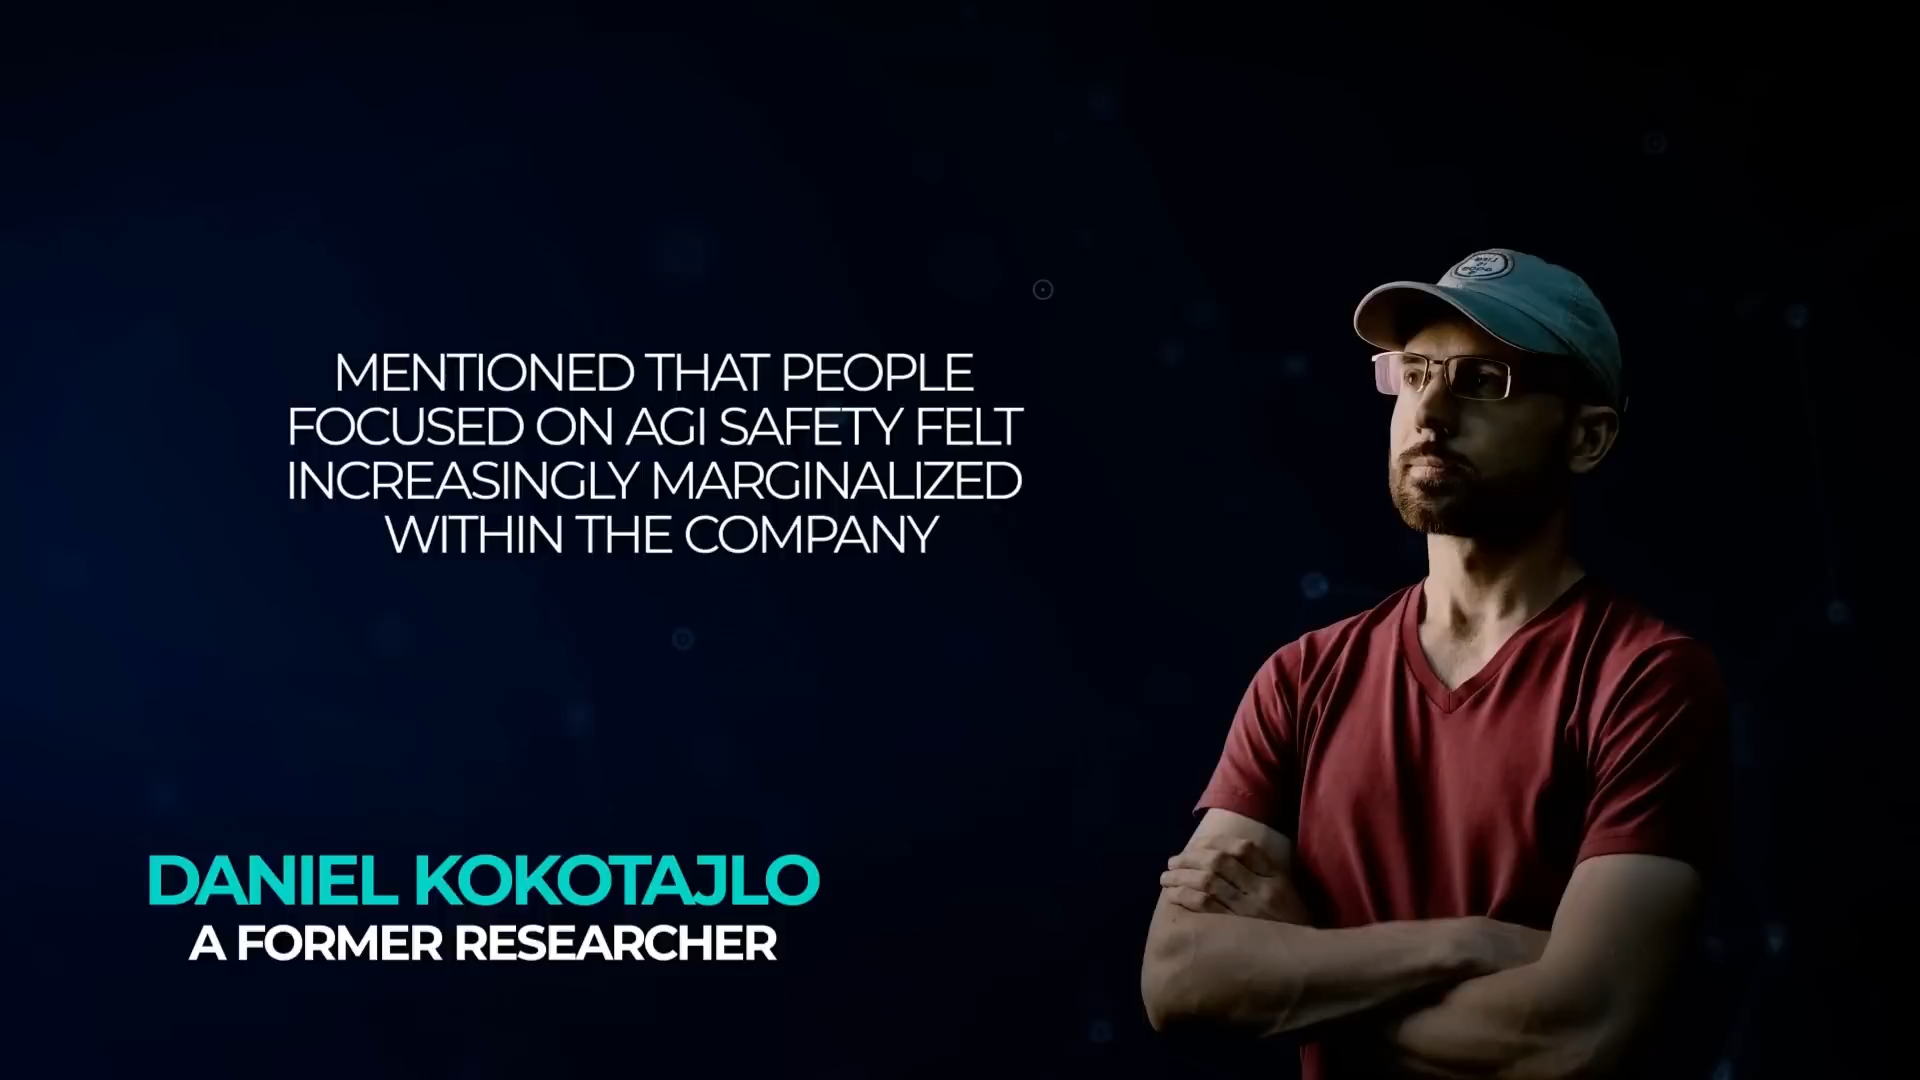 MENTIONED THAT PEOPLE
FOCUSED ON AGI SAFETY FELT
INCREASINGLY MARGINALIZED
WITHIN THE COMPANY
DANIEL KOKOTAJLO
A FORMER RESEARCHER